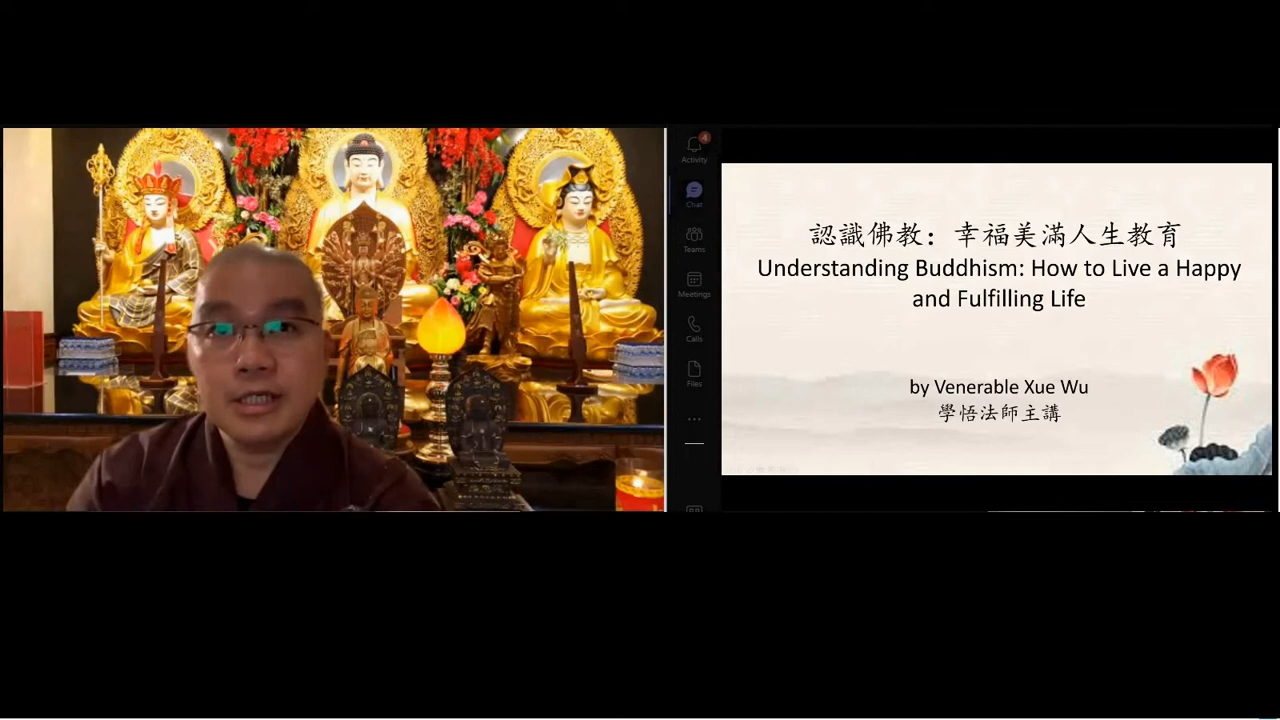 4
Activity
Chat
Teams
Meetings
Calls
Files
認識佛教：幸福美滿人生教育
Understanding Buddhism: How to Live a Happy
and Fulfilling Life
by Venerable Xue Wu
學悟法師主講